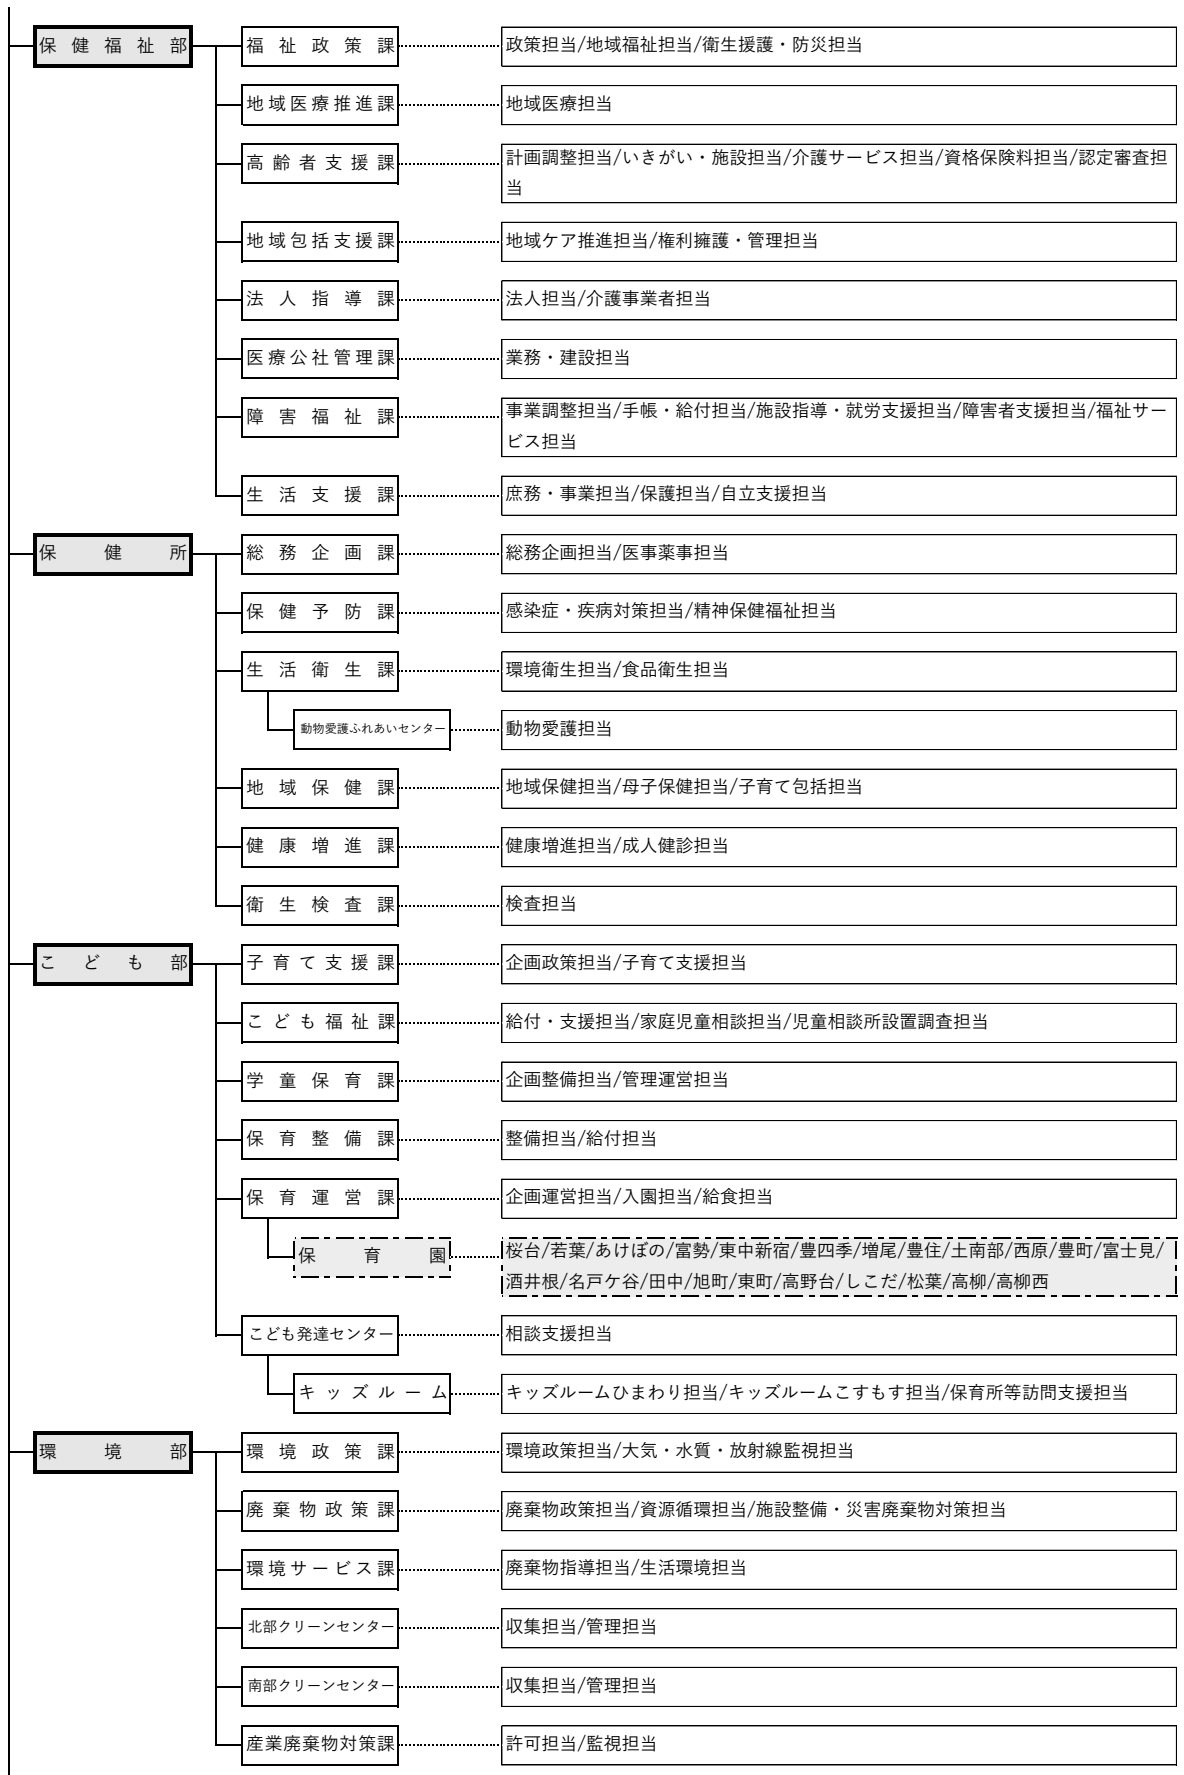 保健福祉部 福祉政策課 政策担当/地域福祉担当/衛生援護・防災担当
地域医療推進課 地域医療担当
高齢者支援課 計画調整担当/いきがい・施設担当/介護サービス担当/資格保険料担当/認定審査担
当
地域包括支援課 地域ケア推進担当/権利擁護・管理担当
法人指導課 法人担当/介護事業者担当
医療公社管理課 業務・建設担当
障害福祉課 事業調整担当/手帳・給付担当/施設指導・就労支援担当/障害者支援担当/福祉サー
ビス担当
生活支援課 庶務・事業担当/保護担当/自立支援担当
保健所 総務企画課 総務企画担当/医事薬事担当
保健予防課 感染症・疾病対策担当/精神保健福祉担当
生活衛生課 環境衛生担当/食品衛生担当
動物愛護ふれあいセンター 動物愛護担当
地域保健課 地域保健担当/母子保健担当/子育て包括担当
健康増進課 健康増進担当/成人健診担当
衛生検査課 検査担当
こども部 子育て支援課 企画政策担当/子育て支援担当
こども福祉課 給付・支援担当/家庭児童相談担当/児童相談所設置調査担当
学童保育課 企画整備担当/管理運営担当
保育整備課 整備担当/給付担当
保育運営課 企画運営担当/入園担当/給食担当
保育園 桜台/若葉/あけぼの/富勢/東中新宿/豊四季/増尾/豊住/土南部/西原/豊町/富士見/
酒井根/名戸ケ谷/田中/旭町/東町/高野台/しこだ/松葉/高柳/高柳西
こども発達センター 相談支援担当
キッズルーム キッズルームひまわり担当/キッズルームこすもす担当/保育所等訪問支援担当
環境部 環境政策課 環境政策担当/大気・水質・放射線監視担当
廃棄物政策課 廃棄物政策担当/資源循環担当/施設整備・災害廃棄物対策担当
環境サービス課 廃棄物指導担当/生活環境担当
北部クリーンセンター 収集担当/管理担当
南部クリーンセンター 収集担当/管理担当
産業廃棄物対策課 許可担当/監視担当